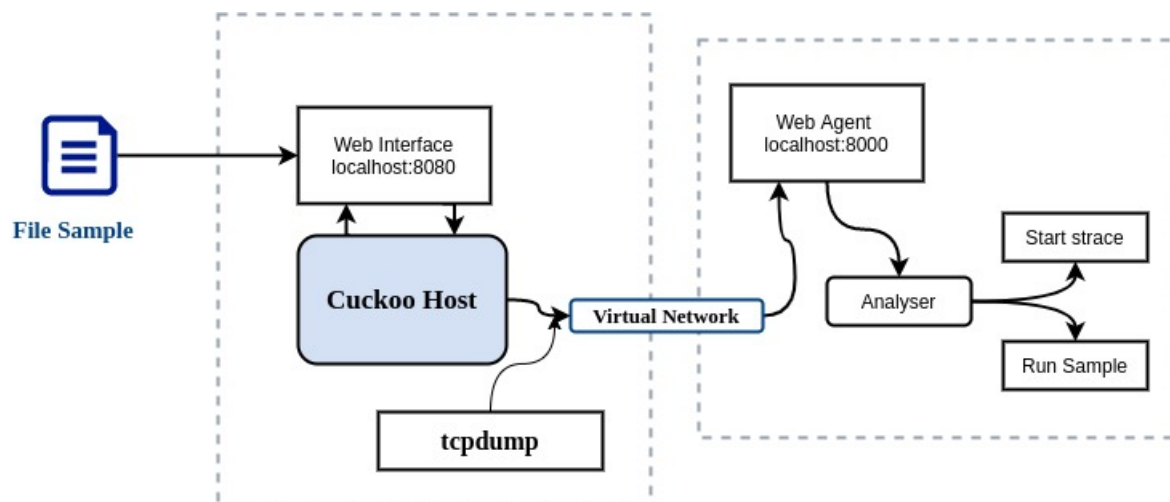 File Sample
Web Interface
localhost:8080
Cuckoo Host
tcpdump
Virtual Network
Web Agent
localhost:8000
Analyser
Start strace
Run Sample